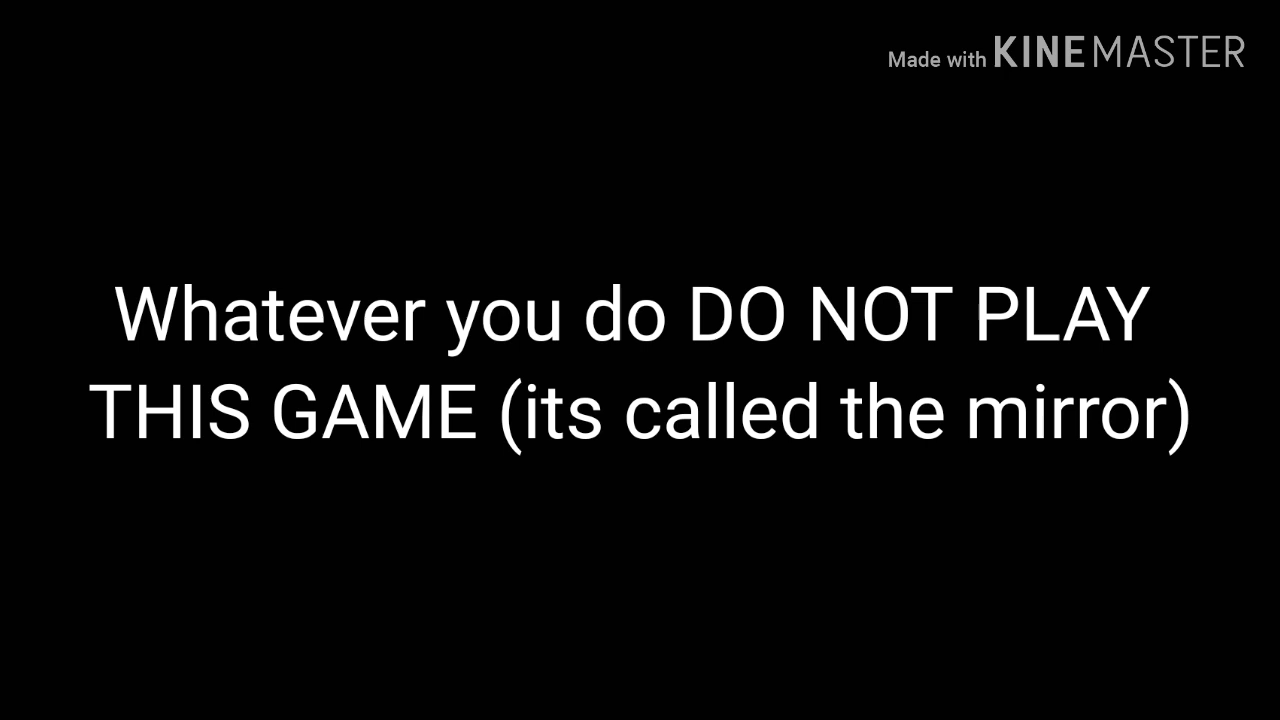 Made with KINEMASTER
Whatever you do DO NOT PLAY
THIS GAME (its called the mirror)